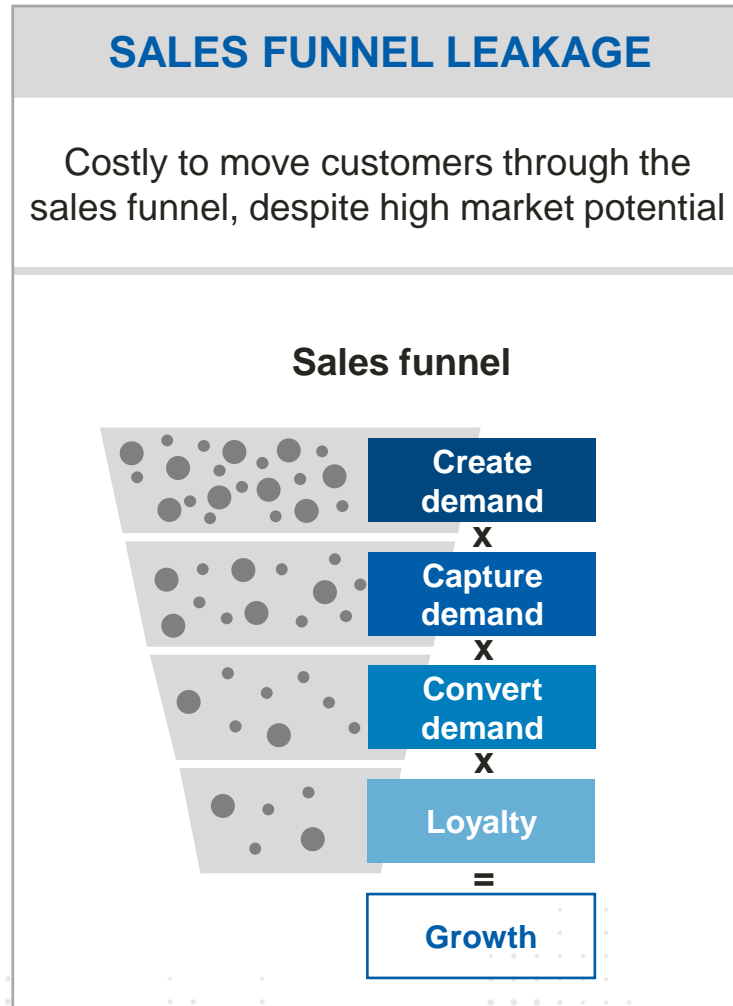 SALES FUNNEL LEAKAGE
Costly to move customers through the
sales funnel, despite high market potential
Sales funnel
Create
demand
x
Capture
demand
x
Convert
demand
x
Loyalty
=
Growth